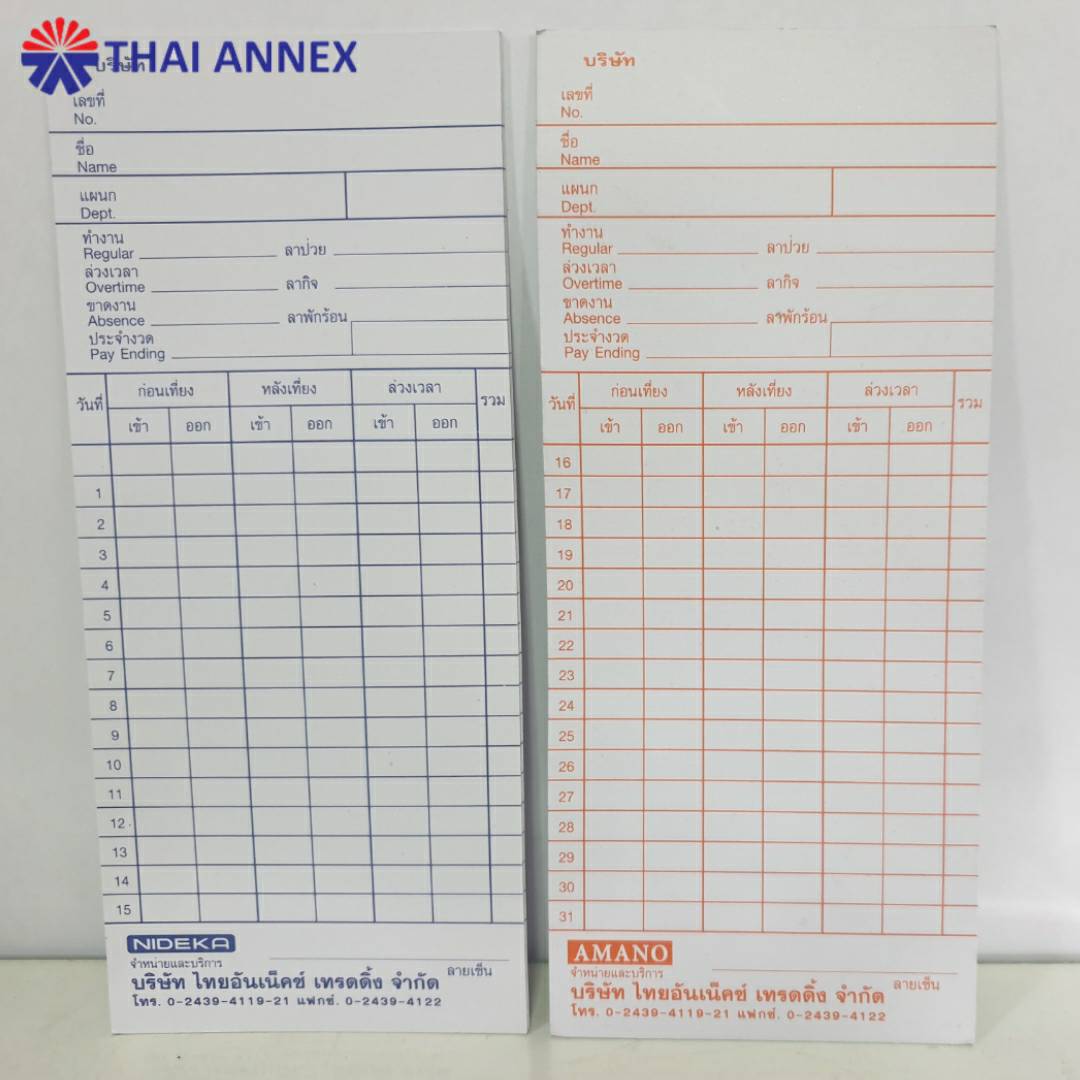 THAI ANNEX
บริษัท
เลขที่
No.
ชื่อ
Name
แผนก
Dept.
ทำงาน
Regular ลาป่วย
ล่วงเวลา
Overtime ลากิจ
ขาดงาน
Absence ลาพักร้อน
ประจำงวด
Pay Ending
วันที่ ก่อนเที่ยง หลังเที่ยง ล่วงเวลา รวม
เข้า ออก เข้า ออก เข้า ออก
1
2
3
4
5
6
7
8
9
10
11
12
13
14
15
NIDEKA
จำหน่ายและบริการ
ลายเซ็น
บริษัท ไทยอันเน็คซ์ เทรดดิ้ง จำกัด
โทร. 0-2439-4119-21 แฟกซ์. 0-2439-4122
บริษัท
เลขที่
No.
ชื่อ
Name
แผนก
Dept.
ทำงาน
Regular ลาป่วย
ล่วงเวลา
Overtime ลากิจ
ขาดงาน
Absence ลาพักร้อน
ประจำงวด
Pay Ending
วันที่ ก่อนเที่ยง หลังเที่ยง ล่วงเวลา รวม
เข้า ออก เข้า ออก เข้า ออก
16
17
18
19
20
21
22
23
24
25
26
27
28
29
30
31
AMANO
จำหน่ายและบริการ
ลายเซ็น
บริษัท ไทยอันเน็คซ์ เทรดดิ้ง จำกัด
โทร. 0-2439-4119-21 แฟกซ์. 0-2439-4122